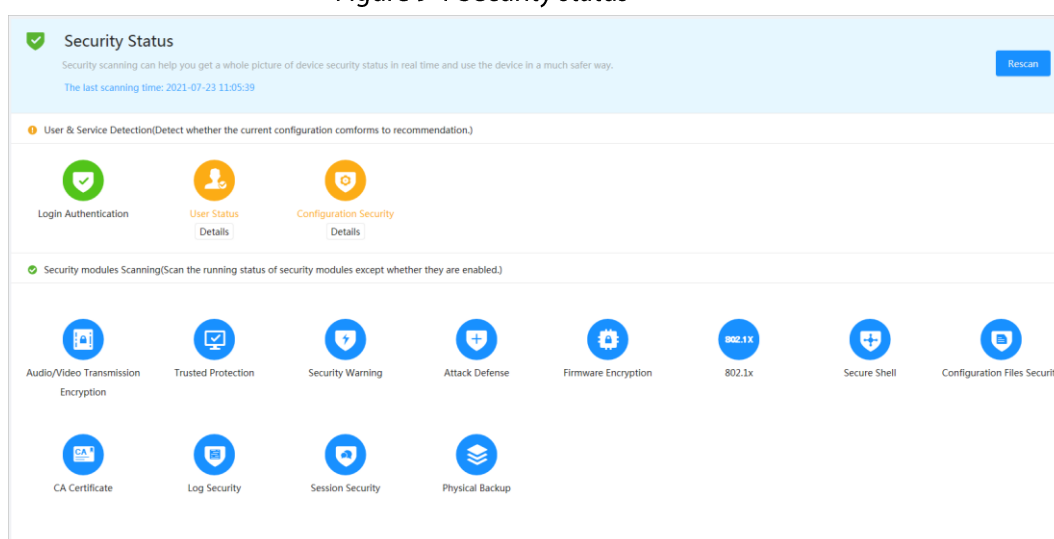 Security Status
Security scanning can help you get a whole picture of device security status in real time and use the device in a much safer way.
Rescan
The last scanning time: 2021-07-23 11:05:39
User & Service Detection(Detect whether the current configuration comforms to recommendation.)
Login Authentication
User Status
Configuration Security
Details
Details
Security modules Scanning(Scan the running status of security modules except whether they are enabled.)
802.1X
Audio/Video Transmission
Encryption
Trusted Protection
Security Warning
Attack Defense
Firmware Encryption
802.1x
Secure Shell
Configuration Files Securit
CA
CA Certificate
Log Security
Session Security
Physical Backup